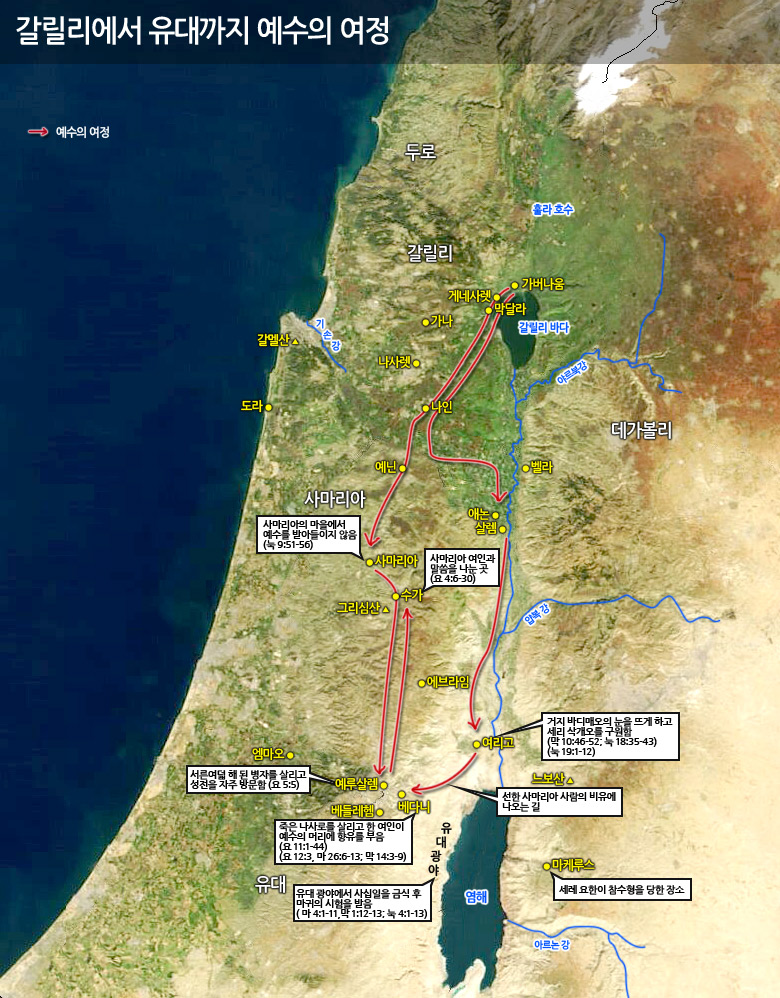 갈릴리에서 유대까지 예수의 여정
예수의 여정
두로
훌라 호수
갈릴리
가버나움
게네사렛
막달라
가나
갈릴리 바다
기손강
갈멜산
나사렛
야르묵강
도라
나인
데가볼리
예닌
벨라
사마리아
애논
살렘
사마리아의 마을에서
예수를 받아들이지 않음
(눅 9:51-56)
사마리아
사마리아 여인과
말씀을 나눈 곳
(요 4:6-30)
수가
그리심산
얍복 강
에브라임
여리고
거지 바디매오의 눈을 뜨게 하고
세리 삭개오를 구원함
(막 10:46-52; 눅 18:35-43)
(눅 19:1-12)
엠마오
서른여덟 해 된 병자를 살리고
성전을 자주 방문함 (요 5:5)
예루살렘
느보산
베들레헴
베다니
선한 사마리아 사람의 비유에
나오는 길
죽은 나사로를 살리고 한 여인이
예수의 머리에 향유를 부음
(요 11:1-44)
(요 12:3, 마 26:6-13; 막 14:3-9)
유대광야
마케루스
유대
유대 광야에서 사십일을 금식 후
마귀의 시험을 받음
( 마 4:1-11,막 1:12-13; 눅 4:1-13)
세례 요한이 참수형을 당한 장소
염해
아르논 강